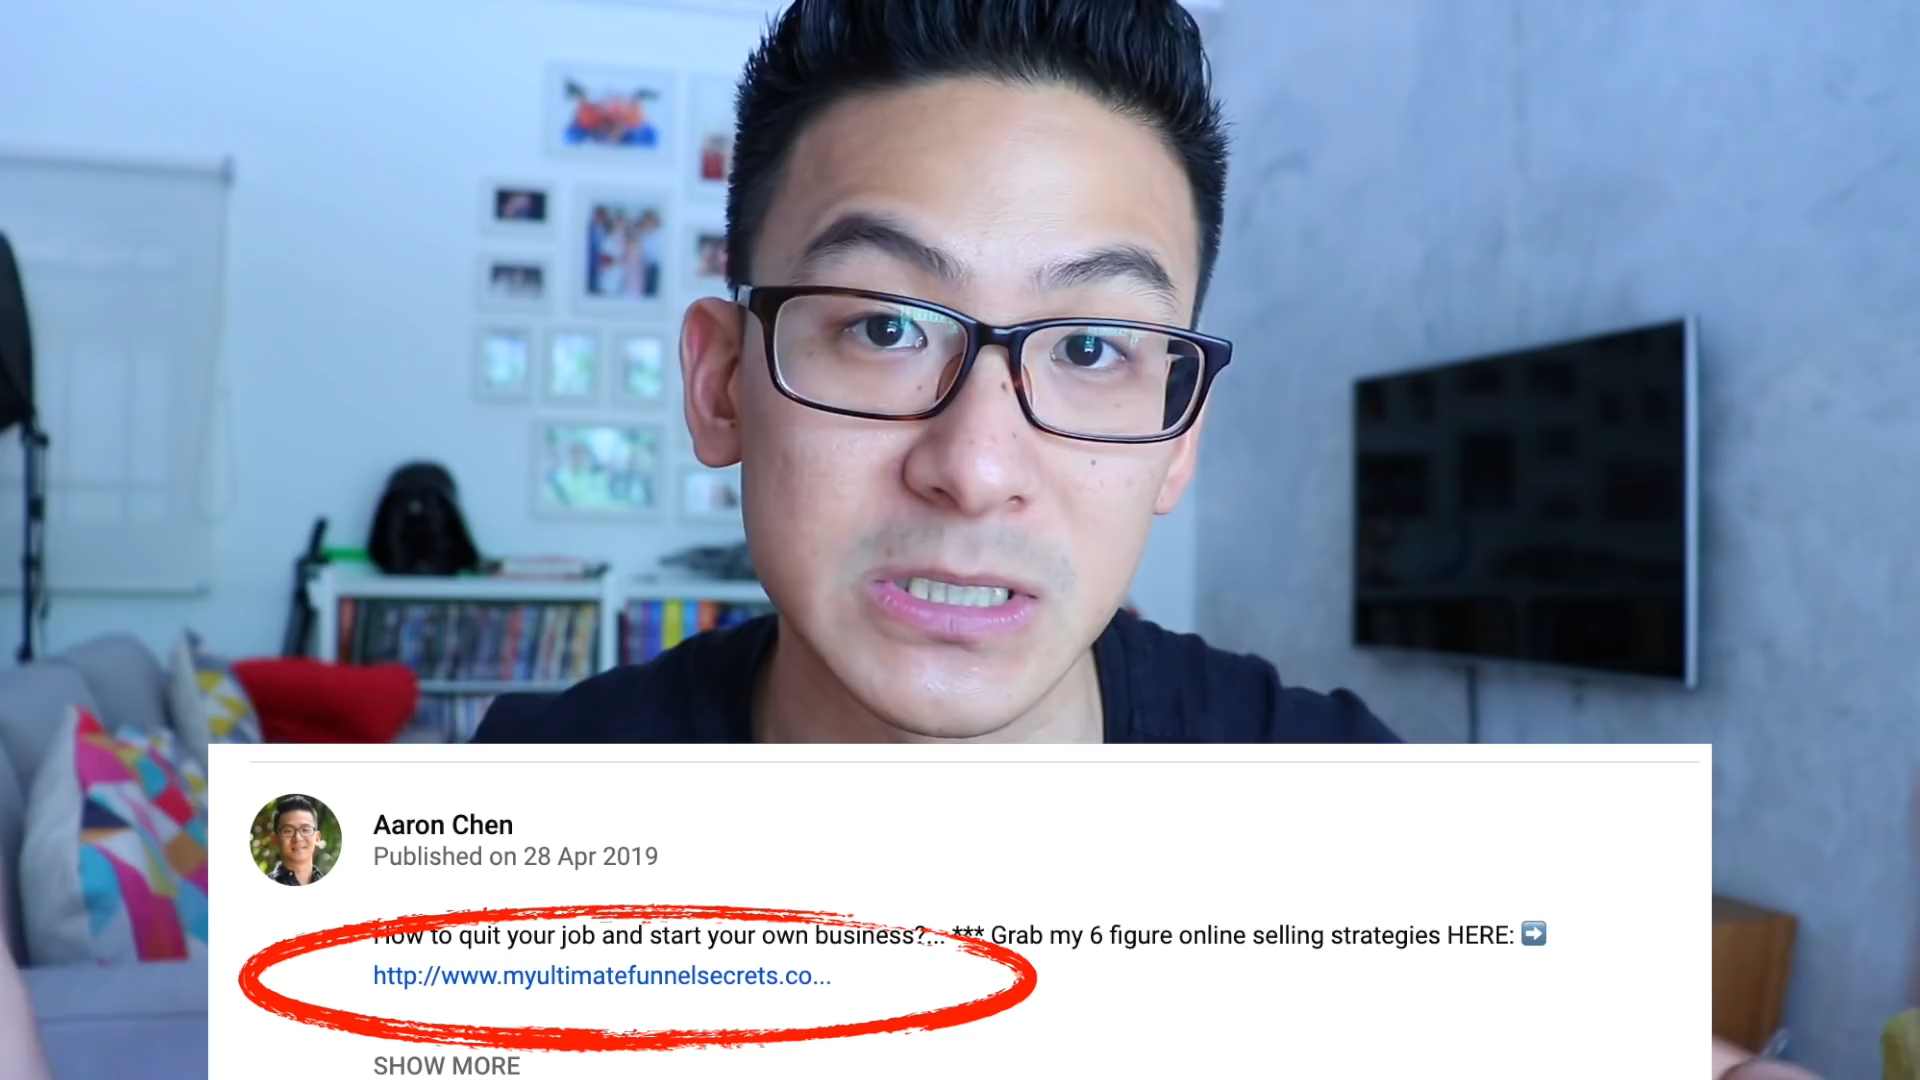 Aaron Chen
Published on 28 Apr 2019
How to quit your job and start your own business?... *** Grab my 6 figure online selling strategies HERE: ➡
http://www.myultimatefunnelsecrets.co...
SHOW MORE